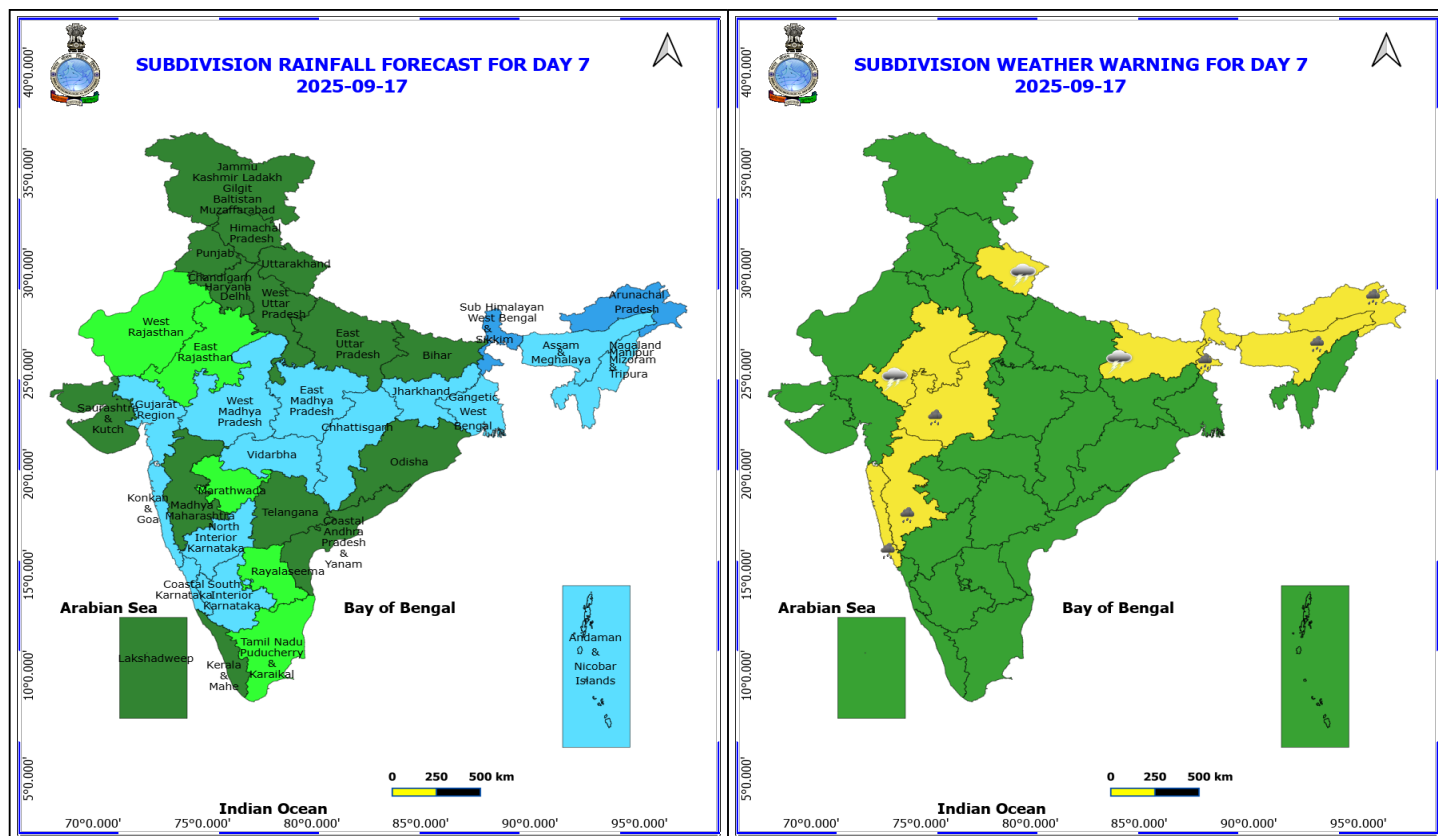 SUBDIVISION RAINFALL FORECAST FOR DAY 7
2025-09-17
40°0.000'
35°0.000'
30°0.000'
25°0.000'
20°0.000'
15°0.000'
10°0.000'
5°0.000'
Jammu
Kashmir Ladakh
Gilgit
Baltistan
Muzaffarabad
Himachal
Pradesh
Punjab
Uttarakhand
Chandigarh
Haryana
Delhi
West
Uttar
Pradesh
West
Rajasthan
East
Rajasthan
East
Uttar
Pradesh
Bihar
Sub Himalayan
West Bengal
&
Sikkim
Arunachal
Pradesh
Assam
&
Meghalaya
Nagaland
Manipur
Mizoram
&
Tripura
Saurashtra
&
Kutch
Gujarat
Region
West
Madhya
Pradesh
East
Madhya
Pradesh
Jharkhand
Gangetic
West
Bengal
Chhattisgarh
Vidarbha
Odisha
Konkan
&
Goa
Madhya
Maharashtra
Marathwada
Telangana
North
Interior
Karnataka
Coastal
Andhra
Pradesh
&
Yanam
Rayalaseema
Coastal
Karnataka
South
Interior
Karnataka
Arabian Sea
Bay of Bengal
Lakshadweep
Kerala
&
Mahe
Tamil Nadu
Puducherry
&
Karaikal
Andaman
&
Nicobar
Islands
0 250 500 km
Indian Ocean
70°0.000' 75°0.000' 80°0.000' 85°0.000' 90°0.000' 95°0.000'
SUBDIVISION WEATHER WARNING FOR DAY 7
2025-09-17
40°0.000'
35°0.000'
30°0.000'
25°0.000'
20°0.000'
15°0.000'
10°0.000'
5°0.000'
Arabian Sea
Bay of Bengal
0 250 500 km
Indian Ocean
70°0.000' 75°0.000' 80°0.000' 85°0.000' 90°0.000' 95°0.000'